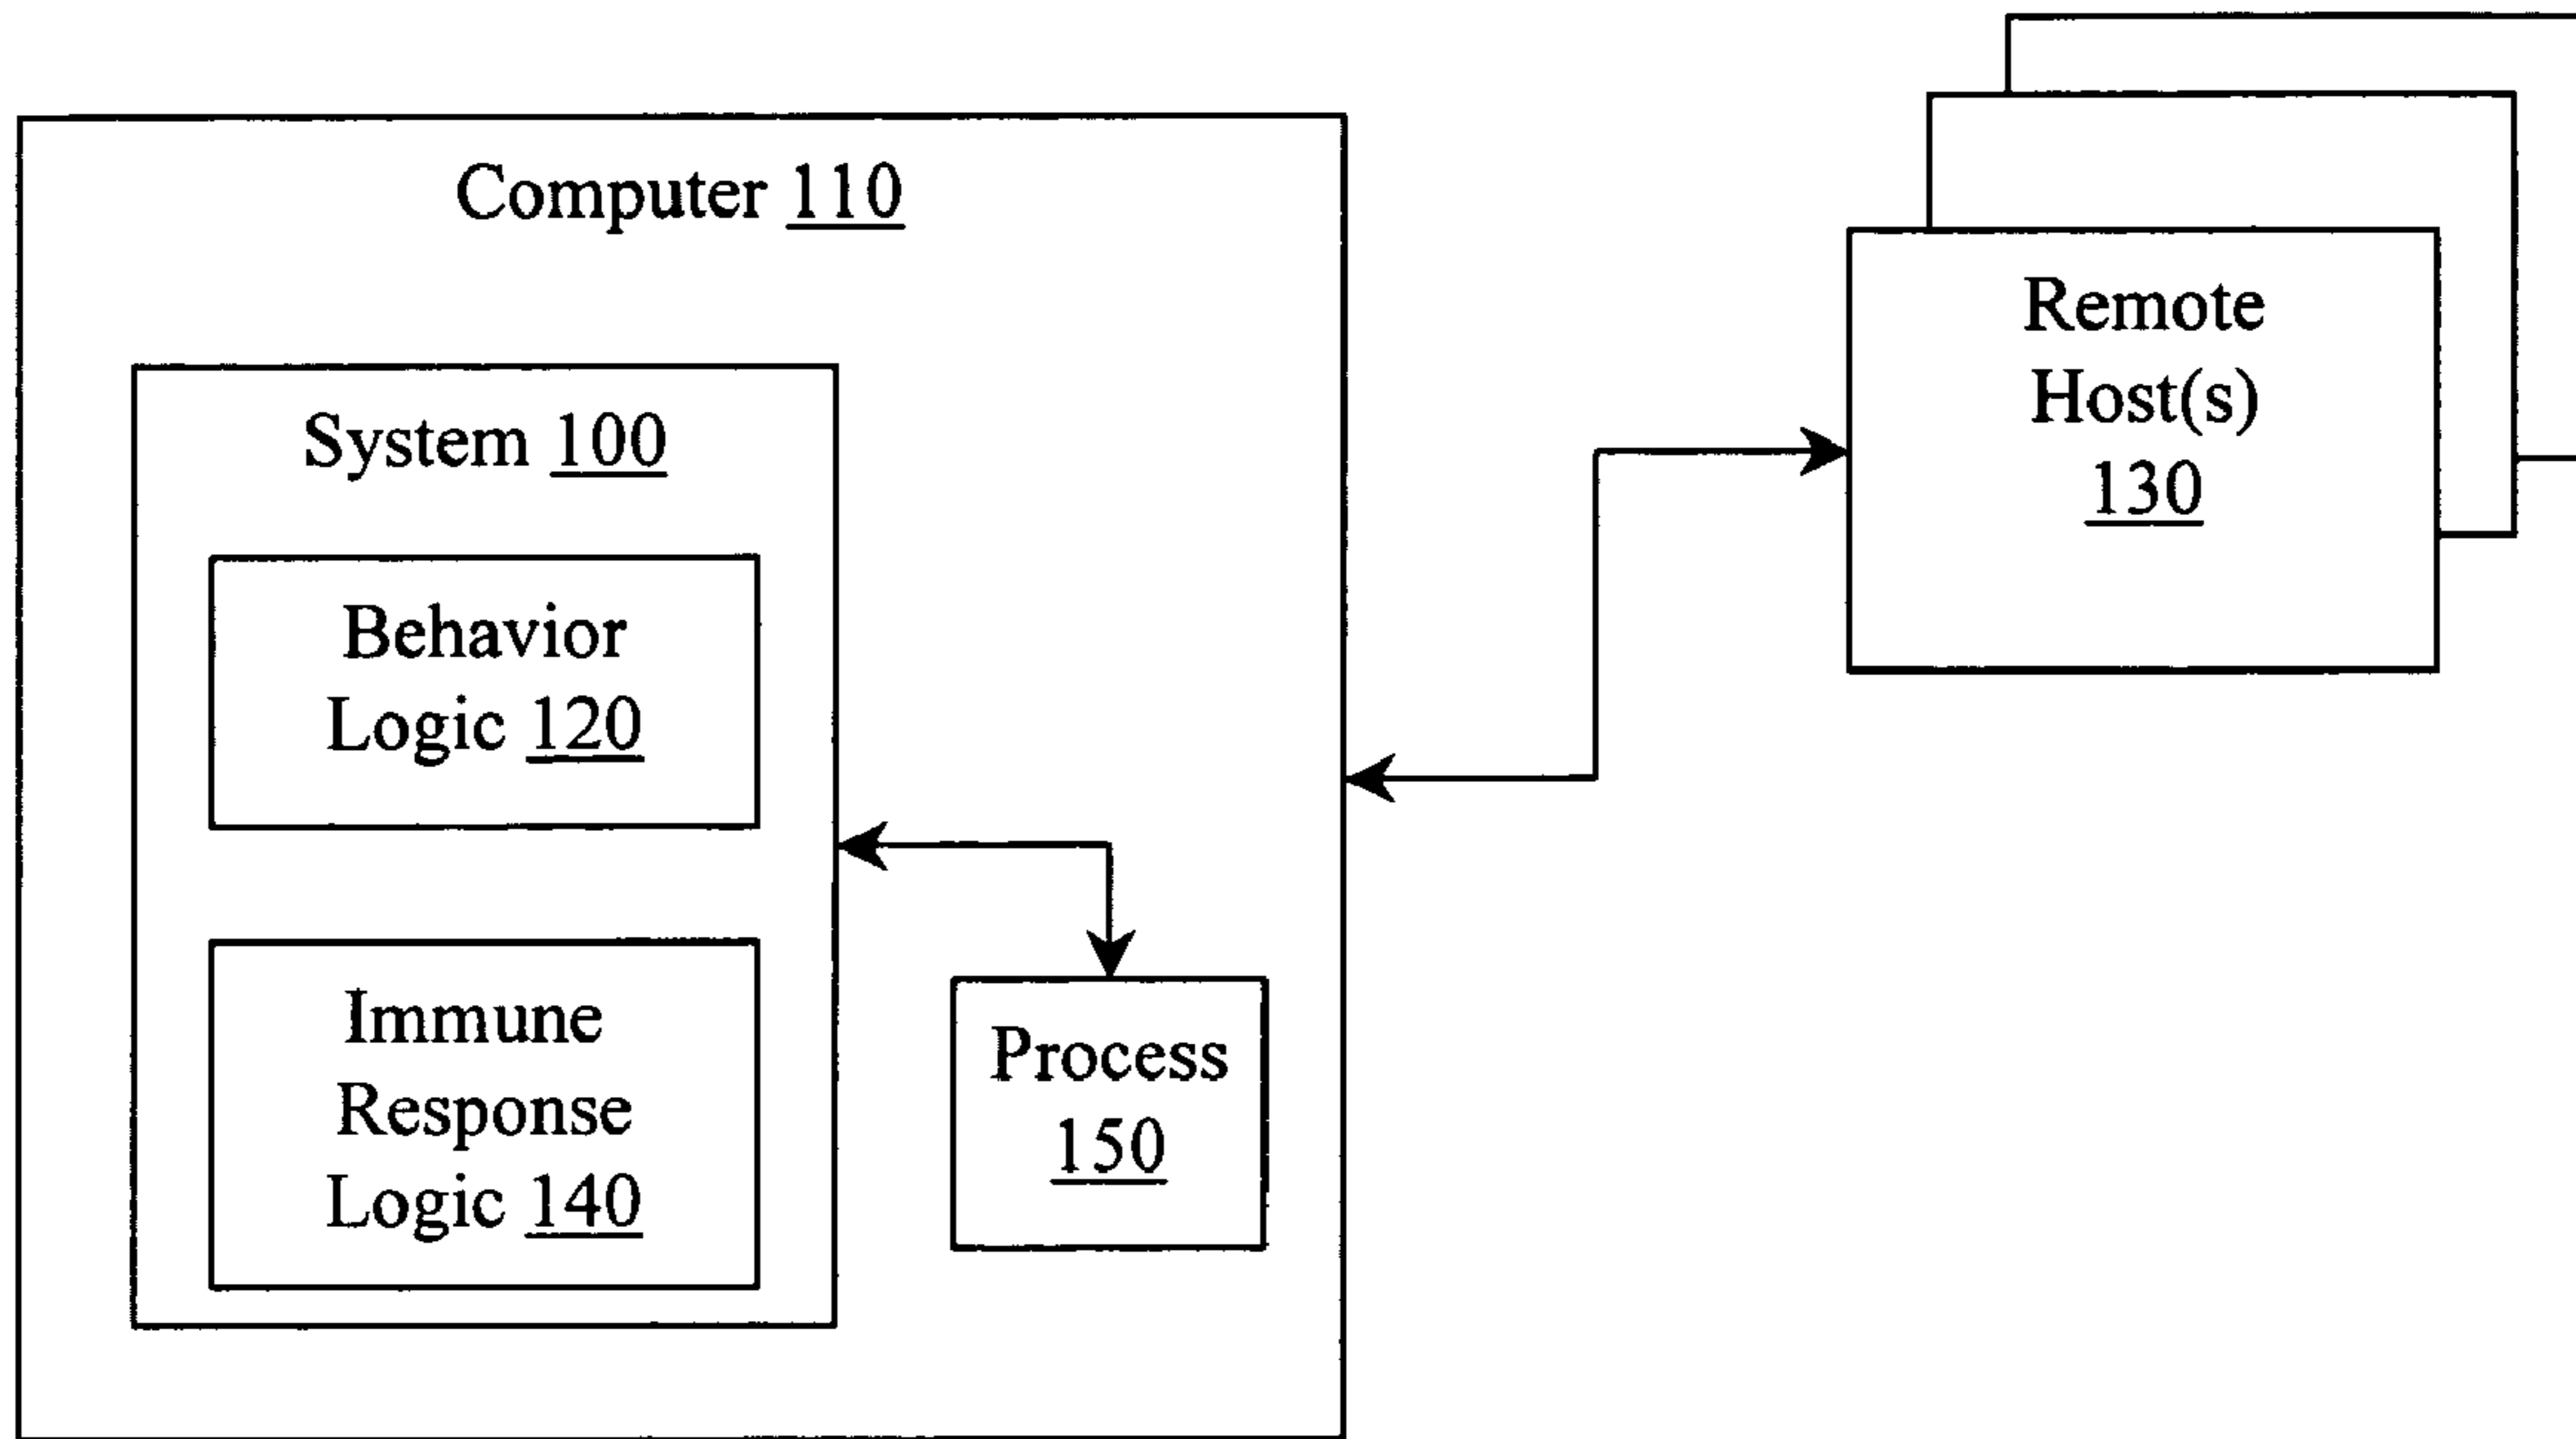 Computer 110
System 100
Behavior
Logic 120
Immune
Response
Logic 140
Process
150
Remote
Host(s)
130